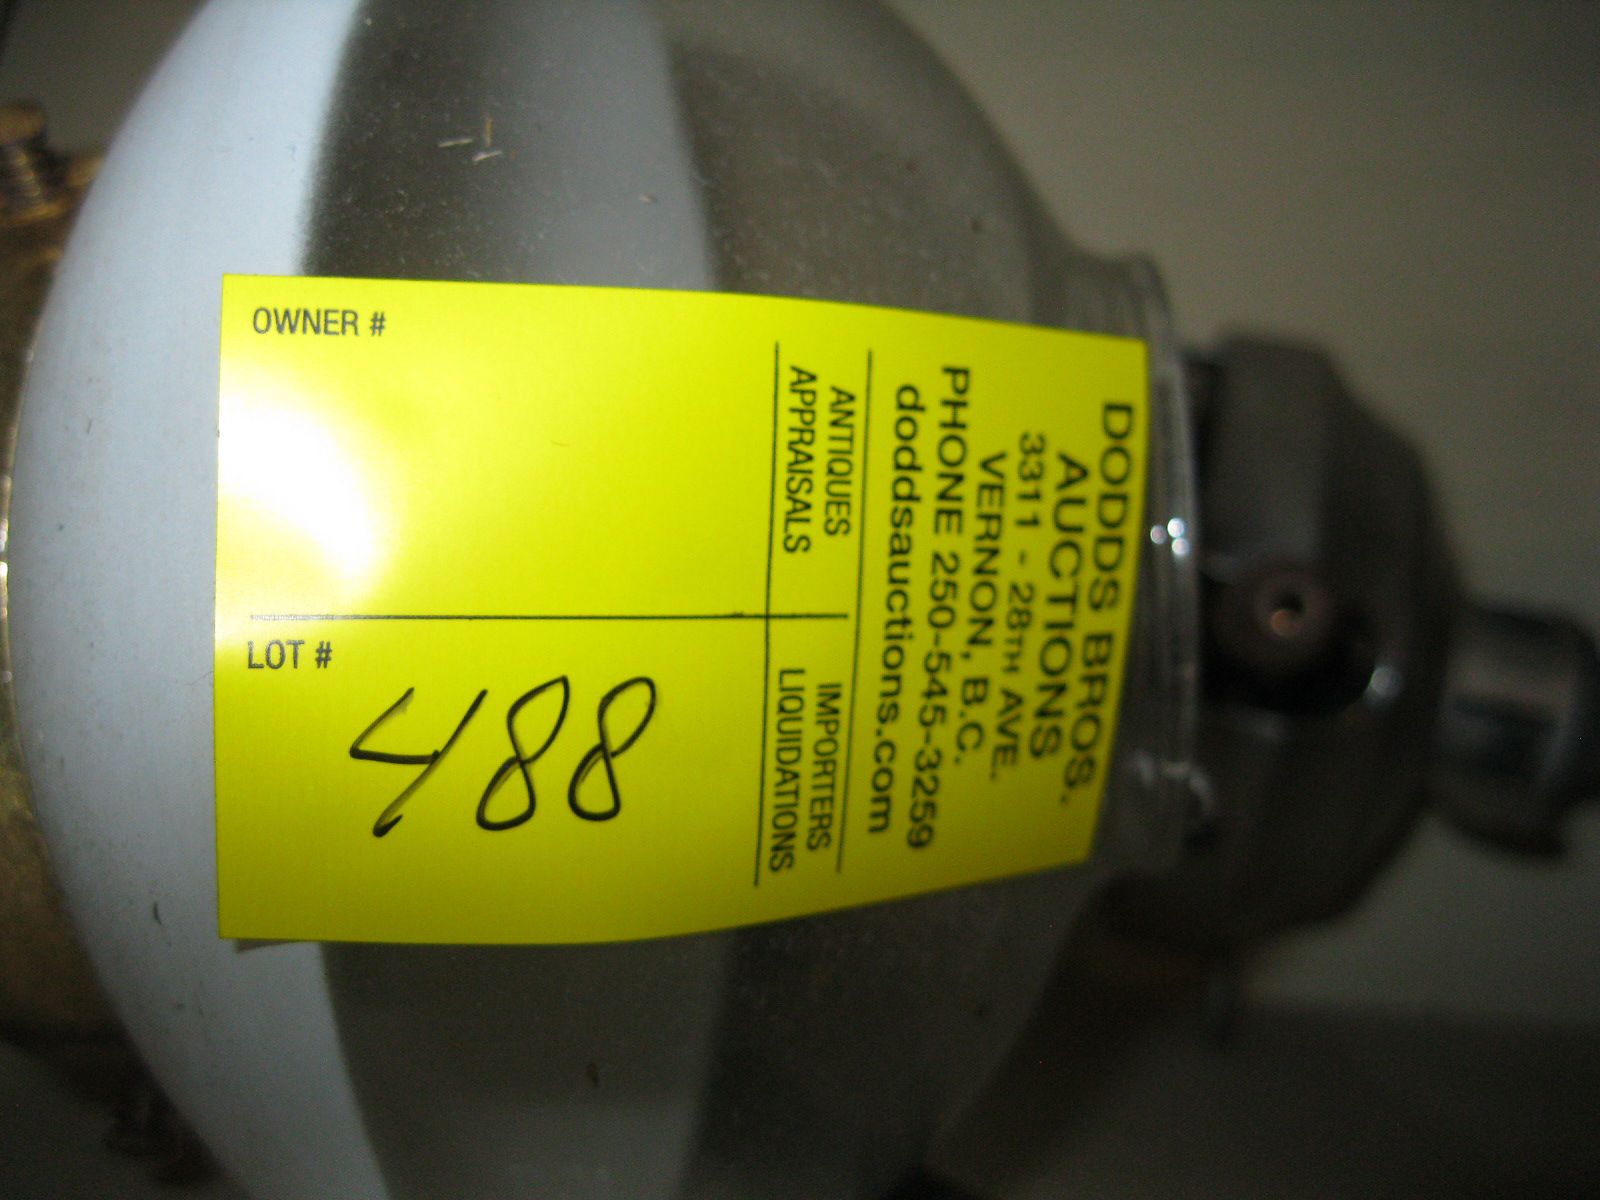 DODDS BROS.
AUCTIONS
3311 - 28TH AVE.
VERNON, B.C.
PHONE 250-545-3259
doddsauctions.com
ANTIQUES
APPRAISALS
IMPORTERS
LIQUIDATIONS
OWNER #
LOT #
488